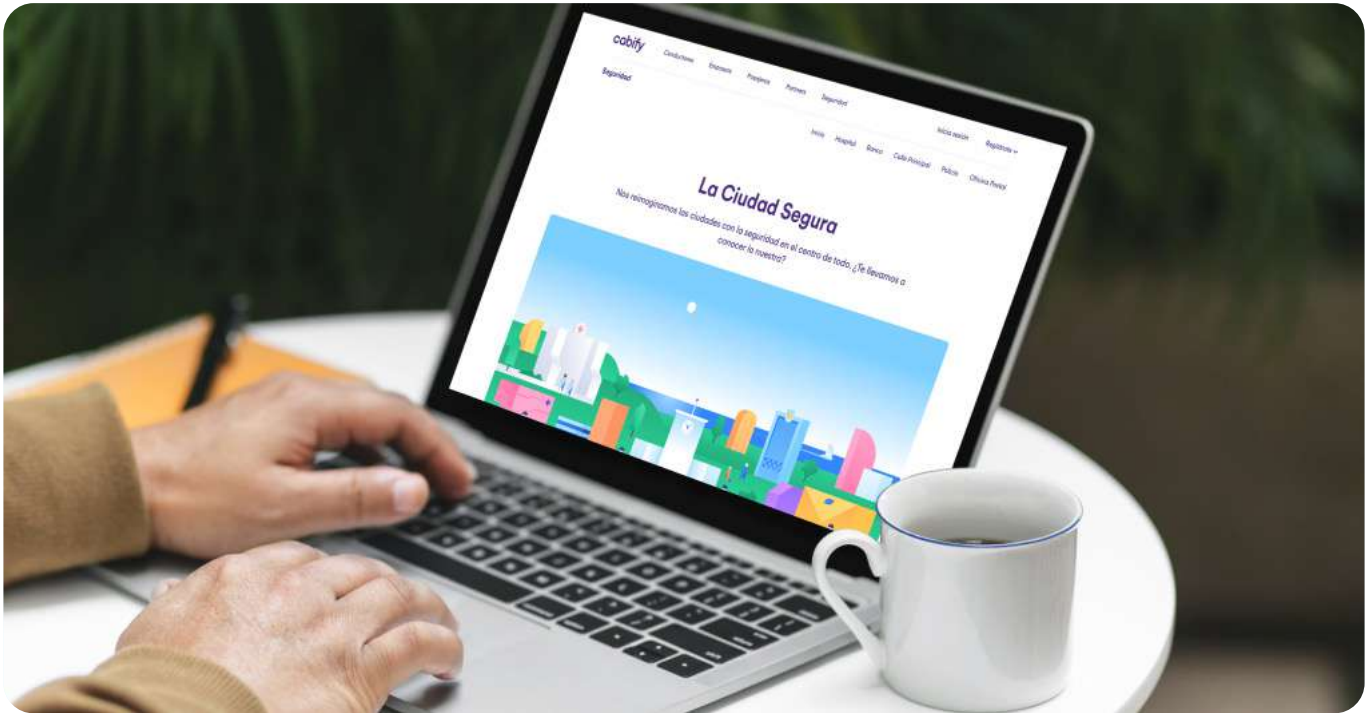 cabify
Conductores Empresas Pasajeros Partners Seguridad
Inicia sesión Regístrate
Seguridad
Inicio Hospital Banco Calle Principal Policía Oficina Postal
La Ciudad Segura
Nos reimaginamos las ciudades con la seguridad en el centro de todo. ¿Te llevamos a
conocer la nuestra?